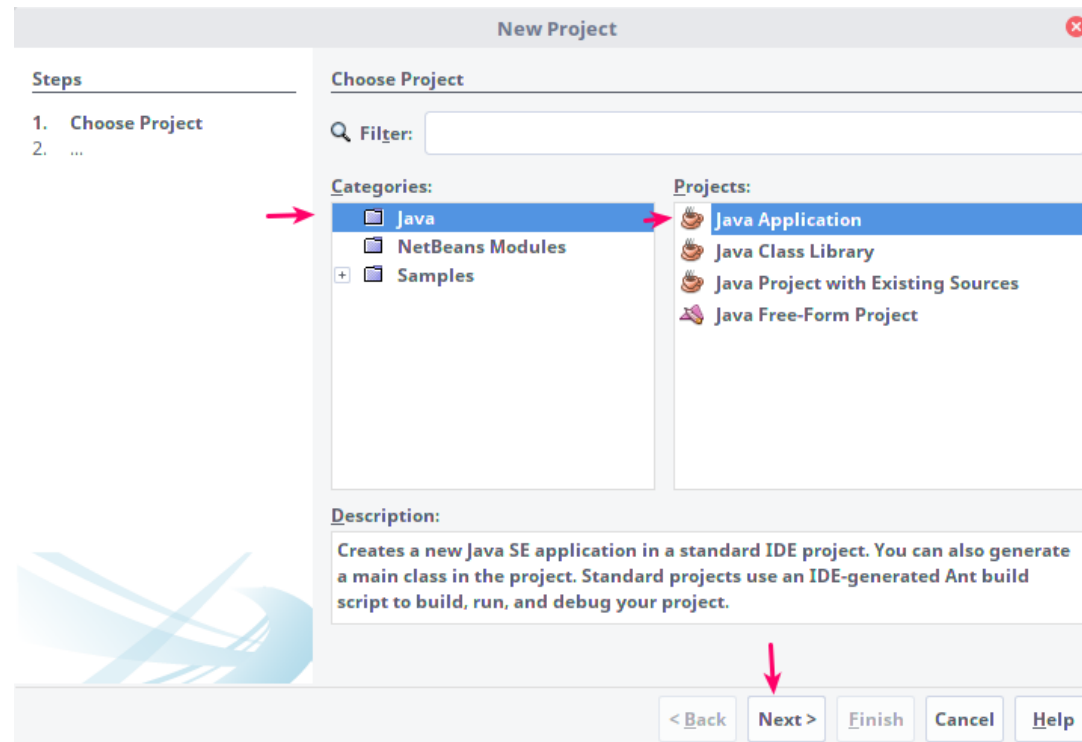 New Project
Steps
1. Choose Project
2. ...
Choose Project
Filter:
Categories:
Java
NetBeans Modules
Samples
Projects:
Java Application
Java Class Library
Java Project with Existing Sources
Java Free-Form Project
Description:
Creates a new Java SE application in a standard IDE project. You can also generate
a main class in the project. Standard projects use an IDE-generated Ant build
script to build, run, and debug your project.
< Back Next > Finish Cancel Help